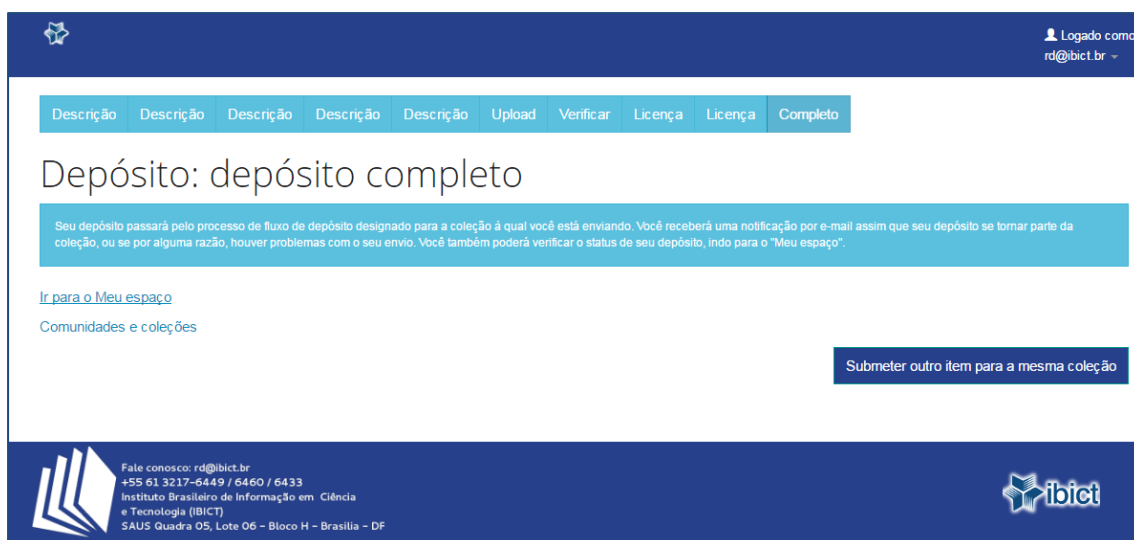 Logado como
rd@ibict.br
Descrição Descrição Descrição Descrição Descrição Upload Verificar Licença Licença Completo
Depósito: depósito completo
Seu depósito passará pelo processo de fluxo de depósito designado para a coleção á qual você está enviando. Você receberá uma notificação por e-mail assim que seu depósito se tornar parte da
coleção, ou se por alguma razão, houver problemas com o seu envio. Você também poderá verificar o status de seu depósito, indo para o "Meu espaço".
Ir para o Meu espaço
Comunidades e coleções
Submeter outro item para a mesma coleção
Fale conosco: rd@ibict.br
+55 61 3217-6449 / 6460 / 6433
Instituto Brasileiro de Informação em Ciência
e Tecnologia (IBICT)
SAUS Quadra 05, Lote 06 - Bloco H - Brasília - DF
ibict